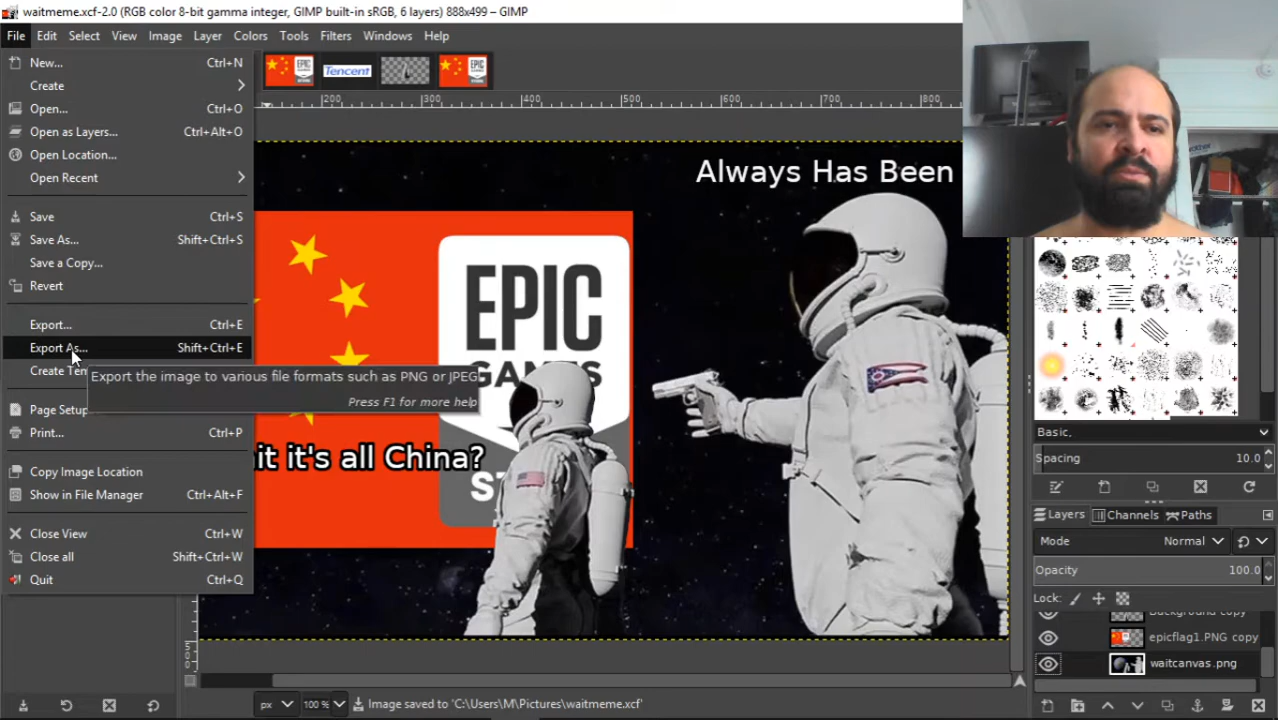 waitmeme.xcf-2.0 (RGB color 8-bit gamma integer, GIMP built-in sRGB, 6 layers) 888x499 – GIMP
File Edit Select View Image Layer Colors Tools Filters Windows Help
New... Ctrl+N
Create
Open... Ctrl+O
Open as Layers... Ctrl+Alt+O
Open Location...
Open Recent
Save Ctrl+S
Save As... Shift+Ctrl+S
Save a Copy...
Revert
Export... Ctrl+E
Export As... Shift+Ctrl+E
Create Tem
Export the image to various file formats such as PNG or JPEG
Press F1 for more help
Page Setup
Print... Ctrl+P
Copy Image Location
Show in File Manager Ctrl+Alt+F
Close View Ctrl+W
Close all Shift+Ctrl+W
Quit Ctrl+Q
Tencent
200 300 400 500 600 700 800
Always Has Been
EPIC
GAMES
it it's all China?
ST
Basic,
Spacing 10.0
Layers Channels Paths
Mode Normal
Opacity 100.0
Lock:
Background copy
epicflag1.PNG copy
waitcanvas.png
500
px 100 % Image saved to 'C:\Users\M\Pictures\waitmeme.xcf'